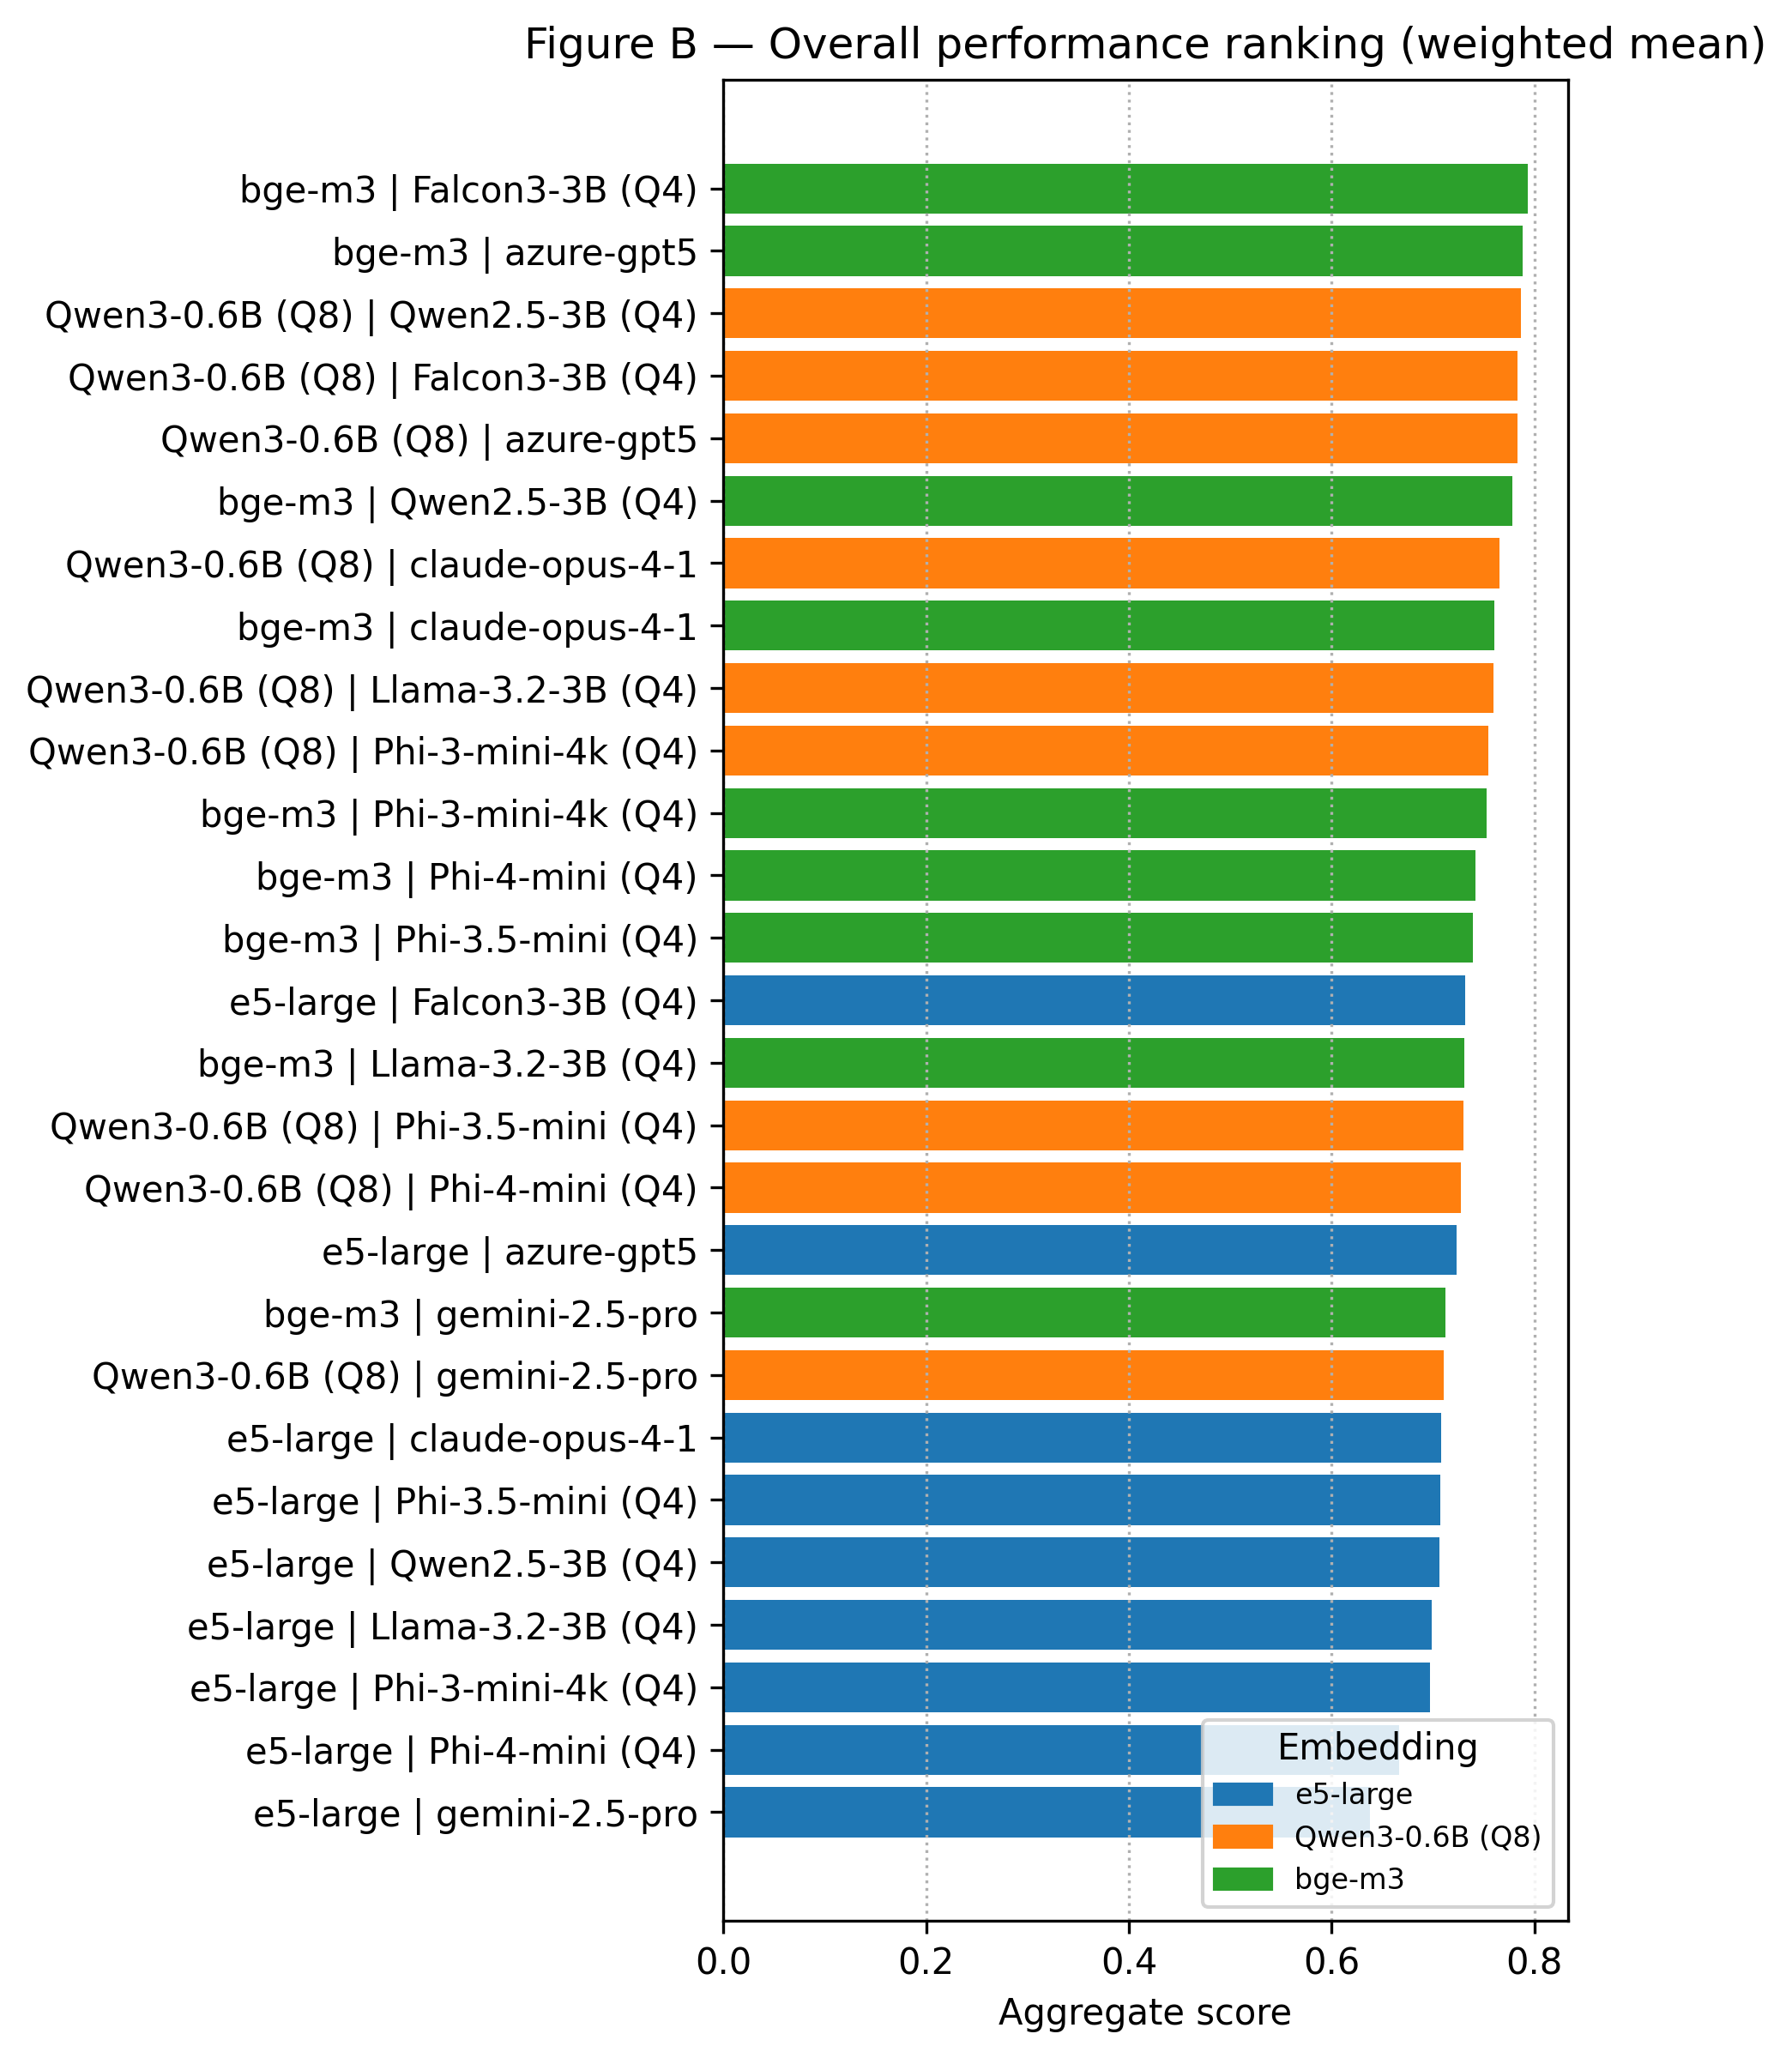 Figure B — Overall performance ranking (weighted mean)
bge-m3 | Falcon3-3B (Q4)
bge-m3 | azure-gpt5
Qwen3-0.6B (Q8) | Qwen2.5-3B (Q4)
Qwen3-0.6B (Q8) | Falcon3-3B (Q4)
Qwen3-0.6B (Q8) | azure-gpt5
bge-m3 | Qwen2.5-3B (Q4)
Qwen3-0.6B (Q8) | claude-opus-4-1
bge-m3 | claude-opus-4-1
Qwen3-0.6B (Q8) | Llama-3.2-3B (Q4)
Qwen3-0.6B (Q8) | Phi-3-mini-4k (Q4)
bge-m3 | Phi-3-mini-4k (Q4)
bge-m3 | Phi-4-mini (Q4)
bge-m3 | Phi-3.5-mini (Q4)
e5-large | Falcon3-3B (Q4)
bge-m3 | Llama-3.2-3B (Q4)
Qwen3-0.6B (Q8) | Phi-3.5-mini (Q4)
Qwen3-0.6B (Q8) | Phi-4-mini (Q4)
e5-large | azure-gpt5
bge-m3 | gemini-2.5-pro
Qwen3-0.6B (Q8) | gemini-2.5-pro
e5-large | claude-opus-4-1
e5-large | Phi-3.5-mini (Q4)
e5-large | Qwen2.5-3B (Q4)
e5-large | Llama-3.2-3B (Q4)
e5-large | Phi-3-mini-4k (Q4)
e5-large | Phi-4-mini (Q4)
e5-large | gemini-2.5-pro
Embedding
e5-large
Qwen3-0.6B (Q8)
bge-m3
0.0 0.2 0.4 0.6 0.8
Aggregate score